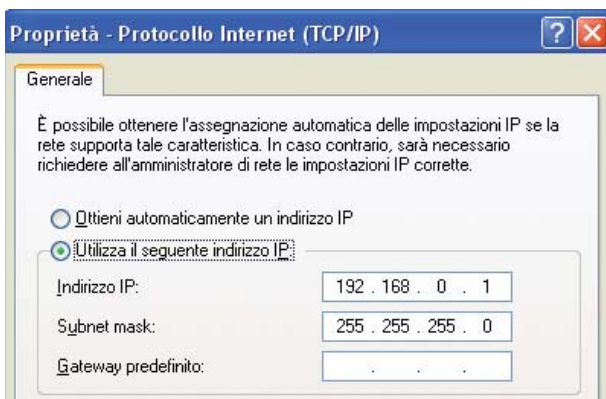 Proprietà - Protocollo Internet (TCP/IP)
Generale
È possibile ottenere l'assegnazione automatica delle impostazioni IP se la
rete supporta tale caratteristica. In caso contrario, sarà necessario
richiedere all'amministratore di rete le impostazioni IP corrette.
Ottieni automaticamente un indirizzo IP
Utilizza il seguente indirizzo IP:
Indirizzo IP: 192 . 168 . 0 . 1
Subnet mask: 255 . 255 . 255 . 0
Gateway predefinito: . . .